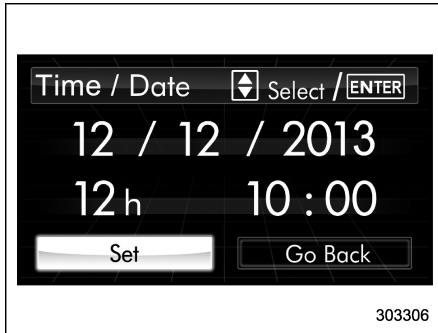 Time / Date Select / ENTER
12 / 12 / 2013
12h 10:00
Set Go Back
303306